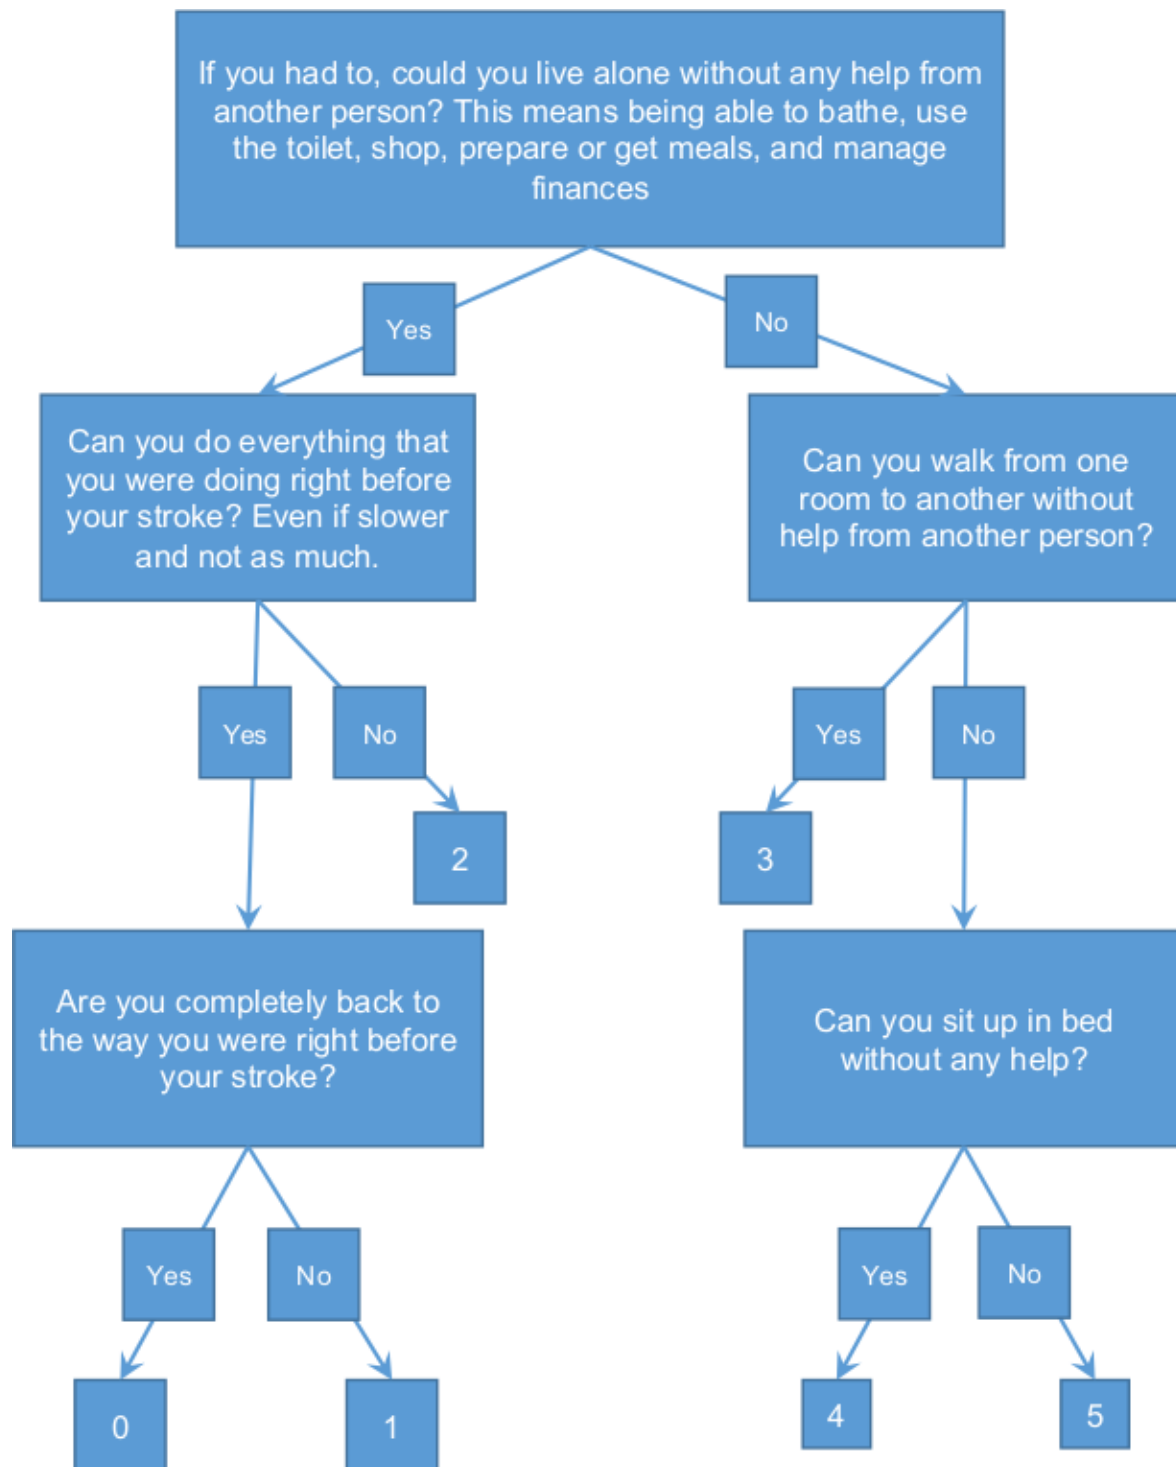 If you had to, could you live alone without any help from
another person? This means being able to bathe, use
the toilet, shop, prepare or get meals, and manage
finances
Yes
No
Can you do everything that
you were doing right before
your stroke? Even if slower
and not as much.
Can you walk from one
room to another without
help from another person?
Yes
No
Yes
No
2
3
Are you completely back to
the way you were right before
your stroke?
Can you sit up in bed
without any help?
Yes
No
Yes
No
0
1
4
5